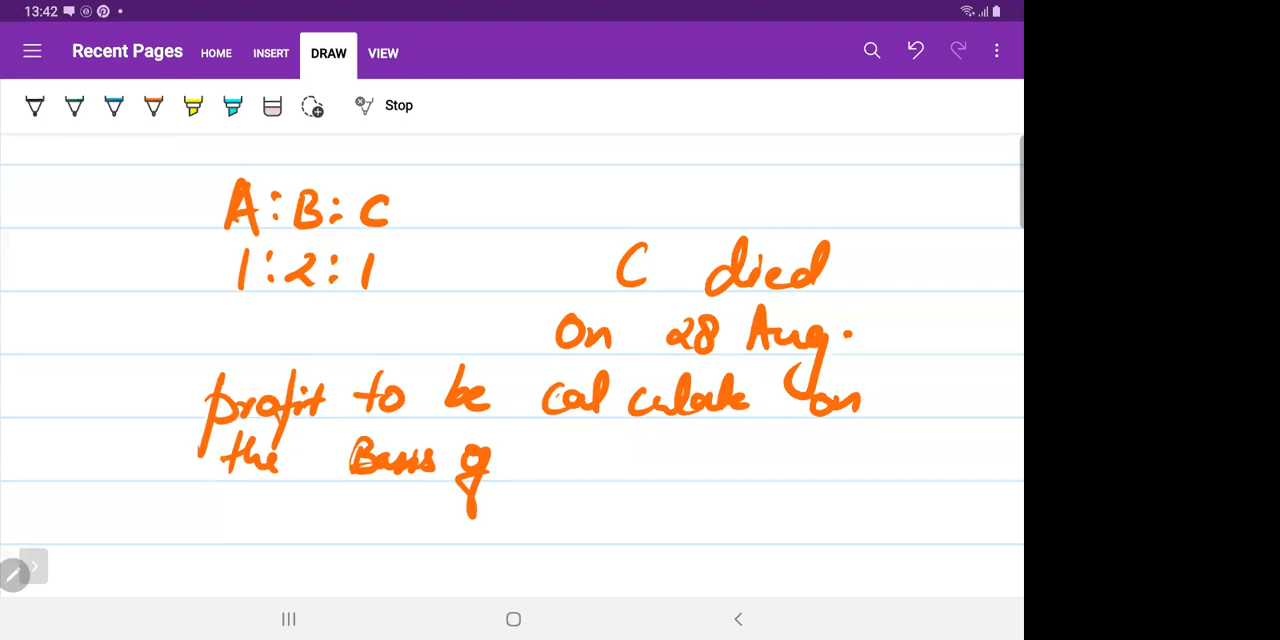 13:42
Recent Pages HOME INSERT DRAW VIEW
Stop
A : B : C
1 : 2 : 1
C died
On 28 Aug.
profit to be calculate on
the Basis of